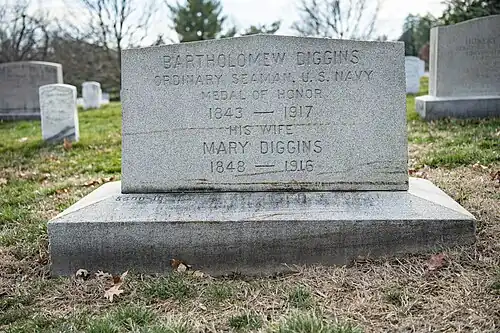 BARTHOLOMEW DIGGINS
ORDINARY SEAMAN, U.S. NAVY
MEDAL OF HONOR
1843 — 1917
HIS WIFE
MARY DIGGINS
1848 — 1916